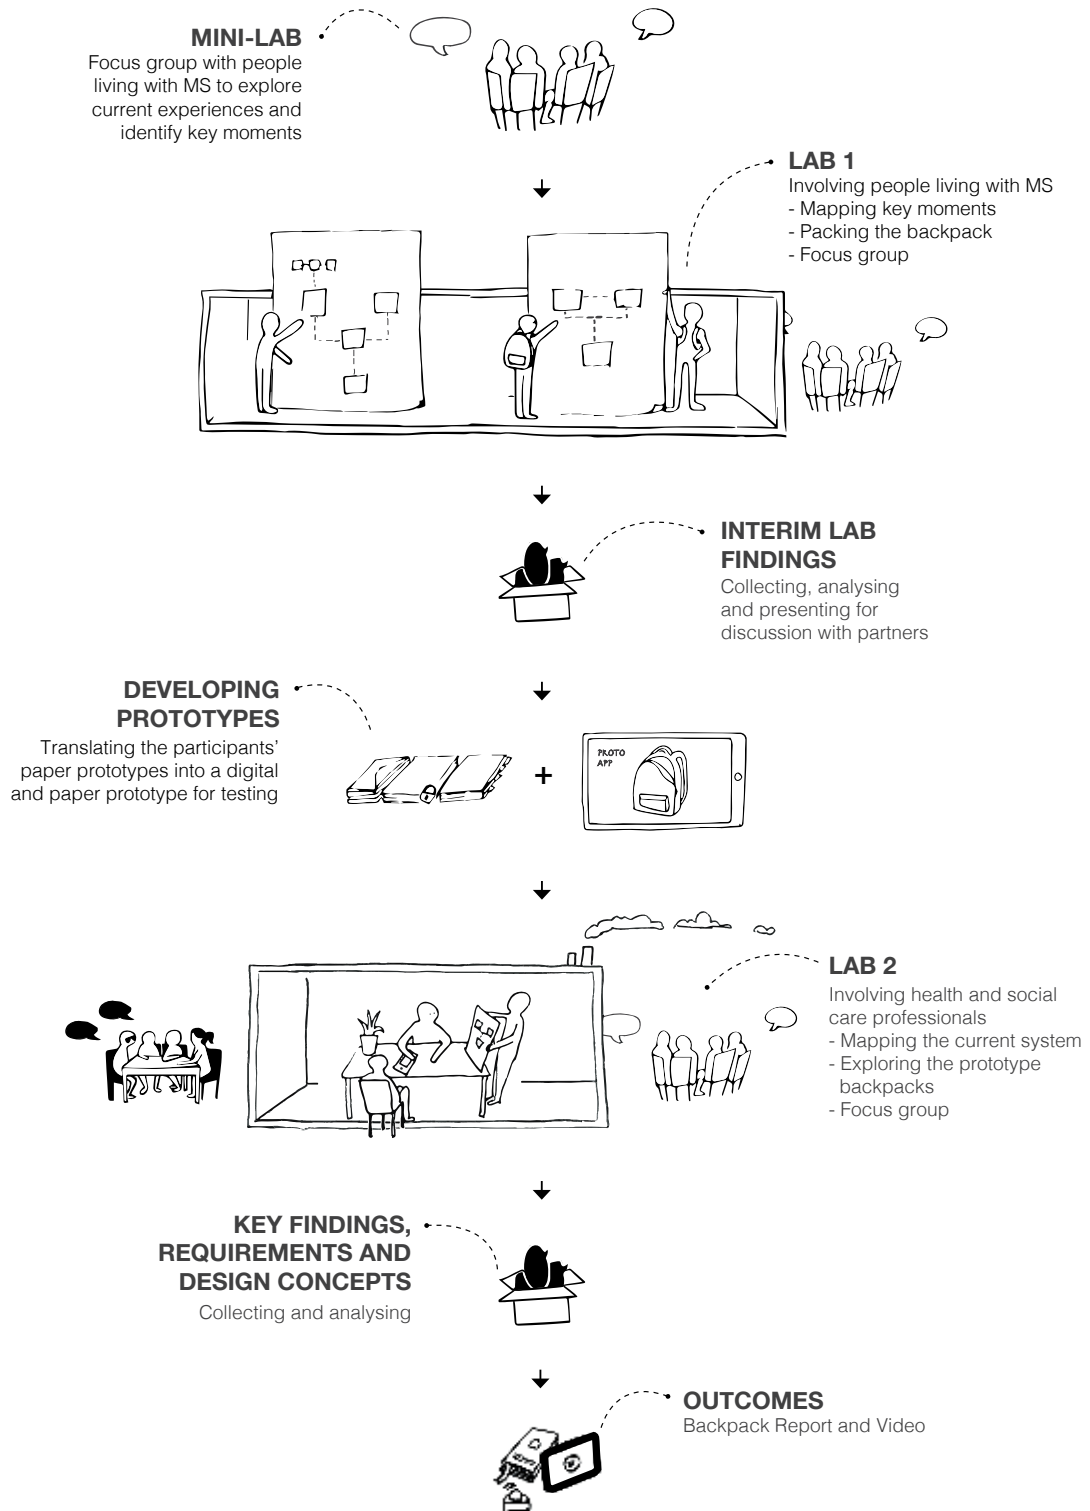 MINI-LAB
Focus group with people
living with MS to explore
current experiences and
identify key moments
LAB 1
Involving people living with MS
- Mapping key moments
- Packing the backpack
- Focus group
INTERIM LAB
FINDINGS
Collecting, analysing
and presenting for
discussion with partners
DEVELOPING
PROTOTYPES
Translating the participants’
paper prototypes into a digital
and paper prototype for testing
+
PROTO
APP
LAB 2
Involving health and social
care professionals
- Mapping the current system
- Exploring the prototype
backpacks
- Focus group
KEY FINDINGS,
REQUIREMENTS AND
DESIGN CONCEPTS
Collecting and analysing
OUTCOMES
Backpack Report and Video